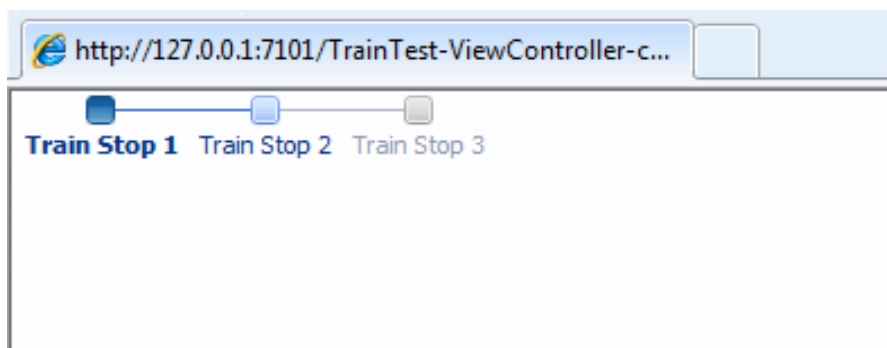 http://127.0.0.1:7101/TrainTest-ViewController-c...
Train Stop 1 Train Stop 2 Train Stop 3